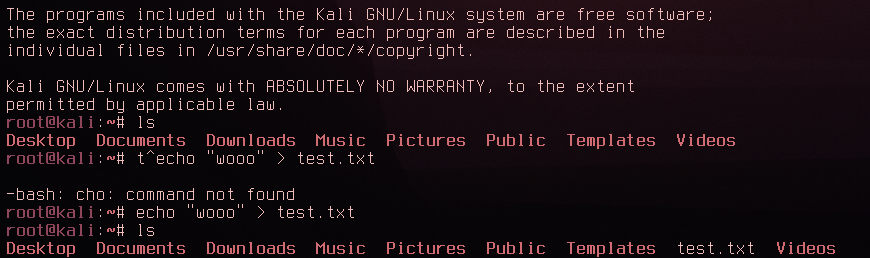 The programs included with the Kali GNU/Linux system are free software;
the exact distribution terms for each program are described in the
individual files in /usr/share/doc/*/copyright.
Kali GNU/Linux comes with ABSOLUTELY NO WARRANTY, to the extent
permitted by applicable law.
root@kali:~# ls
Desktop  Documents  Downloads  Music  Pictures  Public  Templates  Videos
root@kali:~# t^echo "wooo" > test.txt
-bash: cho: command not found
root@kali:~# echo "wooo" > test.txt
root@kali:~# ls
Desktop  Documents  Downloads  Music  Pictures  Public  Templates  test.txt  Videos